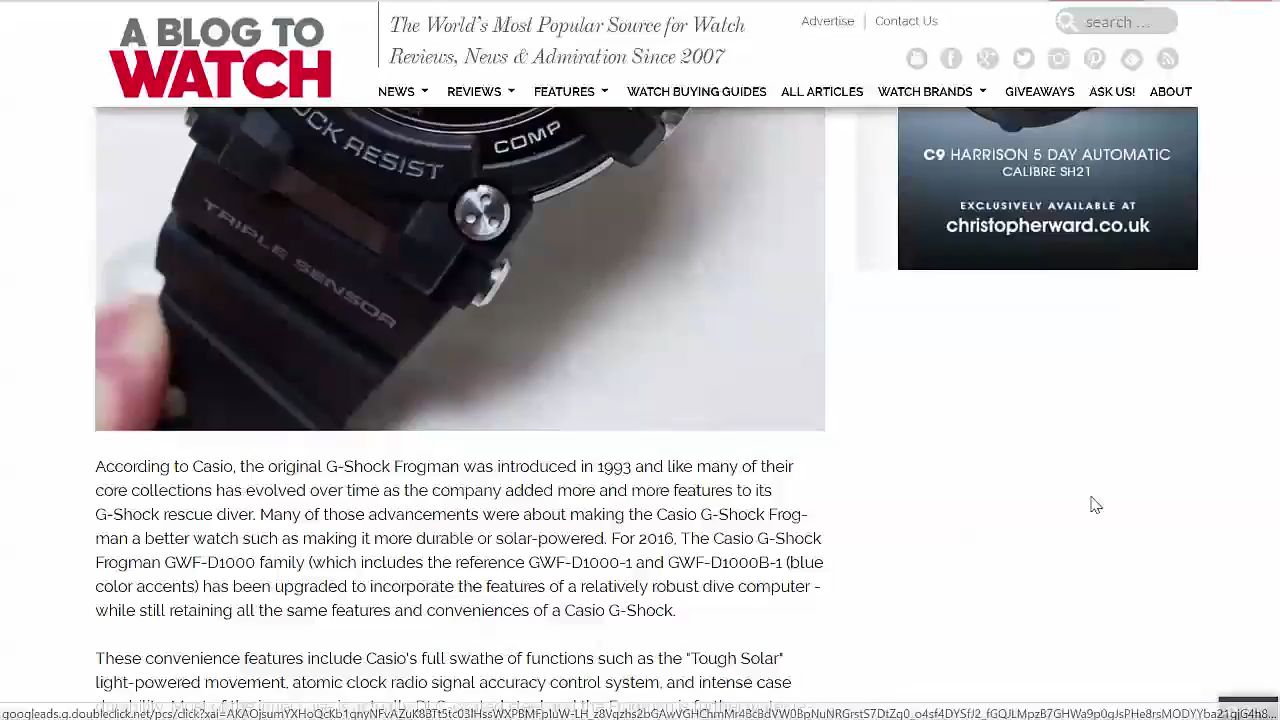 A BLOG TO
WATCH
The World's Most Popular Source for Watch
Reviews, News & Admiration Since 2007
Advertise
Contact Us
search ...
NEWS REVIEWS FEATURES WATCH BUYING GUIDES ALL ARTICLES WATCH BRANDS GIVEAWAYS ASK US! ABOUT
SHOCK RESIST
COMP
TRIPLE SENSOR
C9 HARRISON 5 DAY AUTOMATIC
CALIBRE SH21
EXCLUSIVELY AVAILABLE AT
christopherward.co.uk
According to Casio, the original G-Shock Frogman was introduced in 1993 and like many of their
core collections has evolved over time as the company added more and more features to its
G-Shock rescue diver. Many of those advancements were about making the Casio G-Shock Frog-
man a better watch such as making it more durable or solar-powered. For 2016, The Casio G-Shock
Frogman GWF-D1000 family (which includes the reference GWF-D1000-1 and GWF-D1000B-1 (blue
color accents) has been upgraded to incorporate the features of a relatively robust dive computer -
while still retaining all the same features and conveniences of a Casio G-Shock.
These convenience features include Casio's full swathe of functions such as the "Tough Solar"
light-powered movement, atomic clock radio signal accuracy control system, and intense case